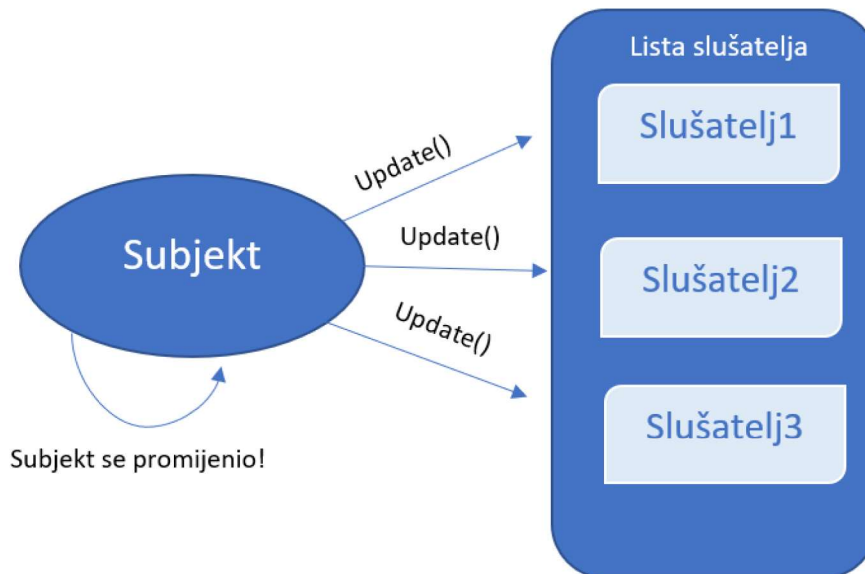 Lista slušatelja
Slušatelj1
Update()
Subjekt
Update()
Slušatelj2
Update()
Slušatelj3
Subjekt se promijenio!